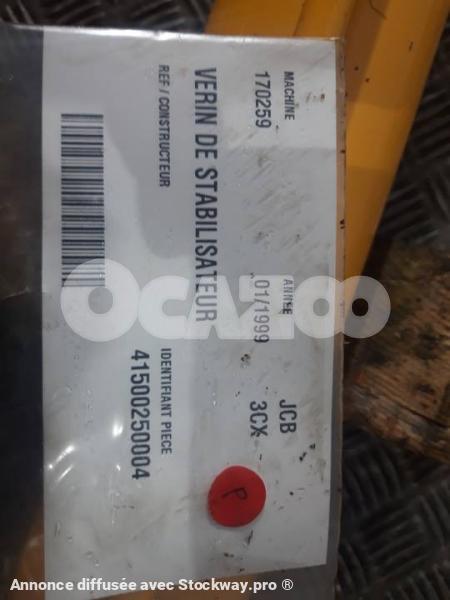 MACHINE
170259
ANNEE
01/1999
JCB
3CX
VERIN DE STABILISATEUR
REF / CONSTRUCTEUR
IDENTIFIANT PIECE
41500250004
P
OCAZOO
Annonce diffusée avec Stockway.pro ®